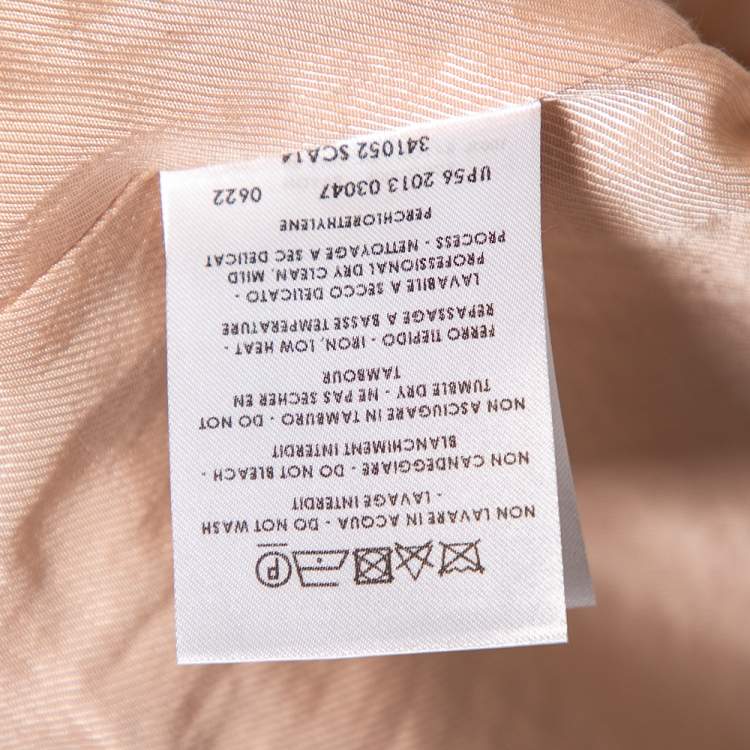 NON LAVARE IN ACQUA - DO NOT WASH
- LAVAGE INTERDIT
NON CANDEGGIARE - DO NOT BLEACH -
BLANCHIMENT INTERDIT
NON ASCIUGARE IN TAMBURO - DO NOT
TUMBLE DRY - NE PAS SECHER EN
TAMBOUR
FERRO TIEPIDO - IRON, LOW HEAT -
REPASSAGE A BASSE TEMPERATURE
LAVABILE A SECCO DELICATO -
PROFESSIONAL DRY CLEAN, MILD
PROCESS - NETTOYAGE A SEC DELICAT
PERCHLORETHYLENE
UP56 2013 03047 0622
341052 SCA14